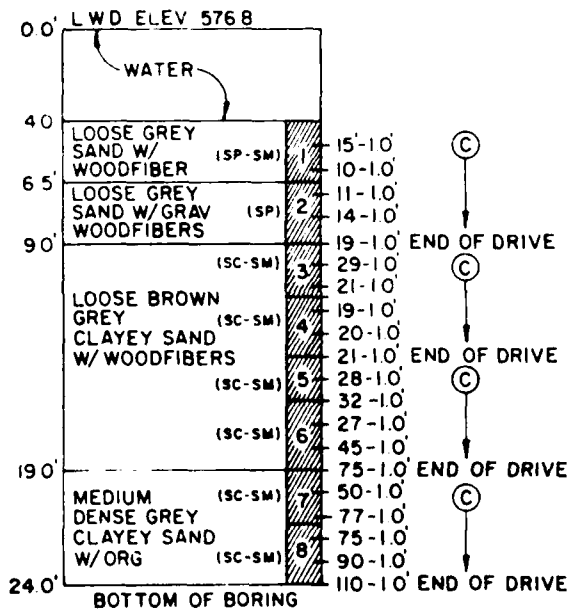 LWD ELEV 576 8
0.0'
WATER
4 0
LOOSE GREY
SAND W/ (SP-SM)
WOODFIBER
1
15'-1.0'
10-1.0'
C
6 5'
LOOSE GREY
SAND W/GRAV (SP)
WOODFIBERS
2
11-1.0'
14-1.0'
9 0'
19-1.0' END OF DRIVE
(SC-SM)
3
29-1 0'
21-1.0'
C
LOOSE BROWN
GREY (SC-SM)
CLAYEY SAND
W/WOODFIBERS
4
19-1.0'
20-1.0'
21-1.0' END OF DRIVE
(SC-SM)
5
28-1.0'
32-1.0'
C
(SC-SM)
6
27-1.0'
45-1.0'
19 0'
75-1.0' END OF DRIVE
MEDIUM (SC-SM)
DENSE GREY
CLAYEY SAND
W/ORG (SC-SM)
7
50-1.0'
77-1.0'
C
8
75-1.0'
90-1.0'
24.0'
110-1 0' END OF DRIVE
BOTTOM OF BORING